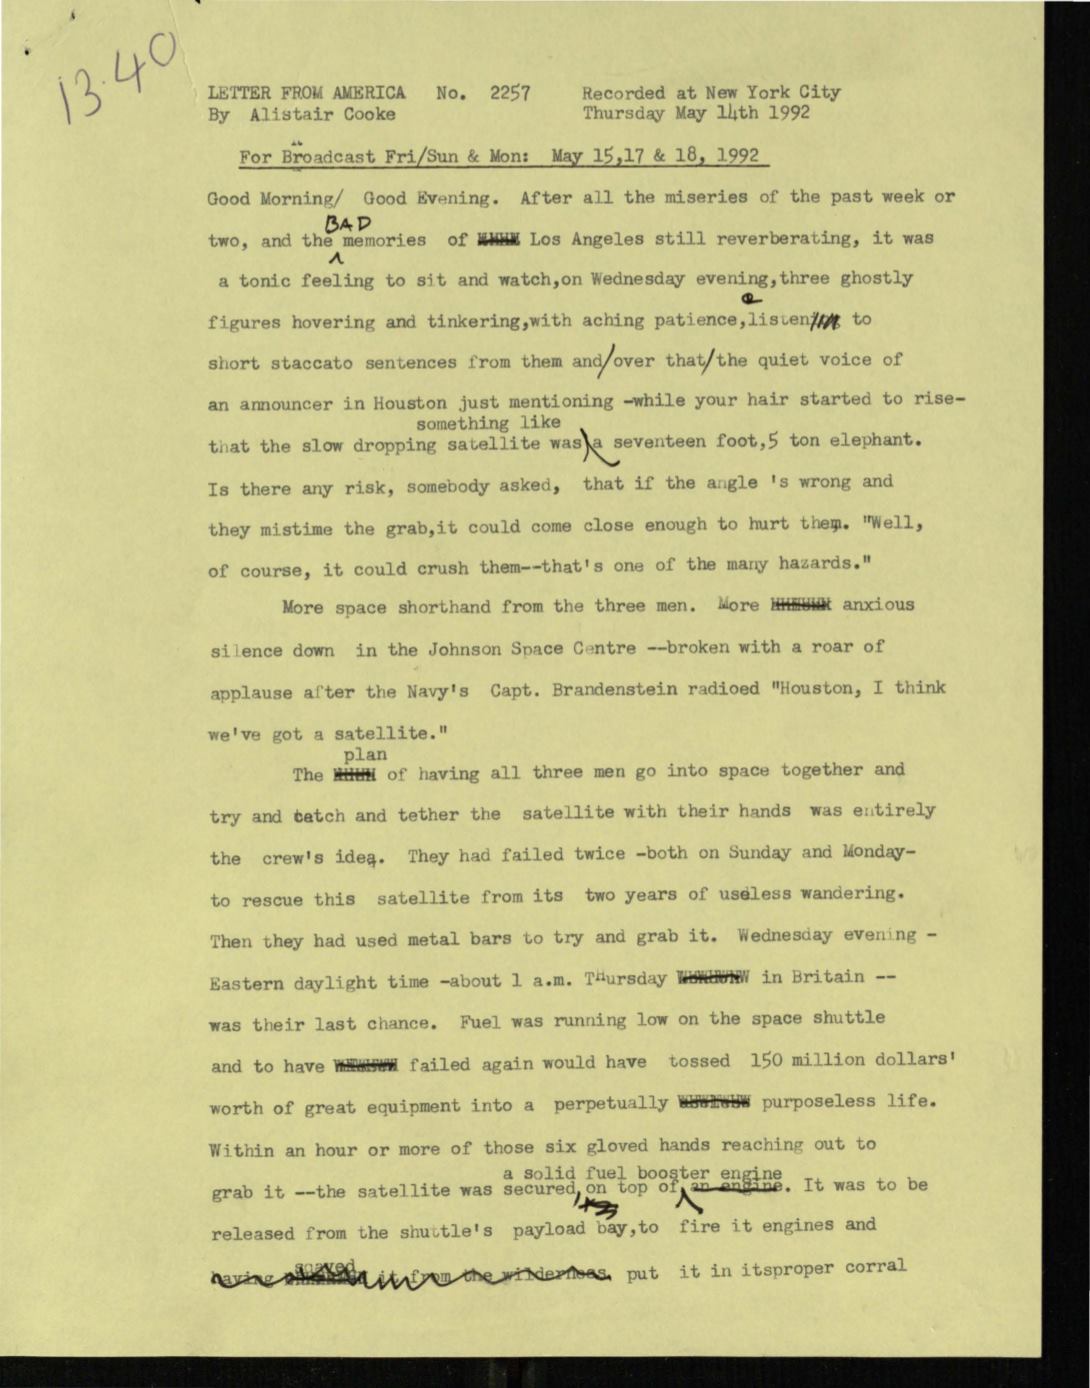 13.40
LETTER FROM AMERICA No. 2257 Recorded at New York City
By Alistair Cooke Thursday May 14th 1992
For Broadcast Fri/Sun & Mon: May 15,17 & 18, 1992
Good Morning/ Good Evening. After all the miseries of the past week or
BAD
two, and the memories of Los Angeles still reverberating, it was
a tonic feeling to sit and watch,on Wednesday evening,three ghostly
figures hovering and tinkering,with aching patience,listen to
short staccato sentences from them and/over that/the quiet voice of
an announcer in Houston just mentioning -while your hair started to rise-
something like
that the slow dropping satellite was a seventeen foot,5 ton elephant.
Is there any risk, somebody asked, that if the angle 's wrong and
they mistime the grab,it could come close enough to hurt them. "Well,
of course, it could crush them--that's one of the many hazards."
More space shorthand from the three men. More anxious
silence down in the Johnson Space Centre --broken with a roar of
applause after the Navy's Capt. Brandenstein radioed "Houston, I think
we've got a satellite."
plan
The of having all three men go into space together and
try and catch and tether the satellite with their hands was entirely
the crew's idea. They had failed twice -both on Sunday and Monday-
to rescue this satellite from its two years of useless wandering.
Then they had used metal bars to try and grab it. Wednesday evening -
Eastern daylight time -about 1 a.m. THursday in Britain --
was their last chance. Fuel was running low on the space shuttle
and to have failed again would have tossed 150 million dollars'
worth of great equipment into a perpetually purposeless life.
Within an hour or more of those six gloved hands reaching out to
a solid fuel booster engine
grab it --the satellite was secured, on top of an engine. It was to be
released from the shuttle's payload bay,to fire it engines and
having it from the wilderness, put it in itsproper corral